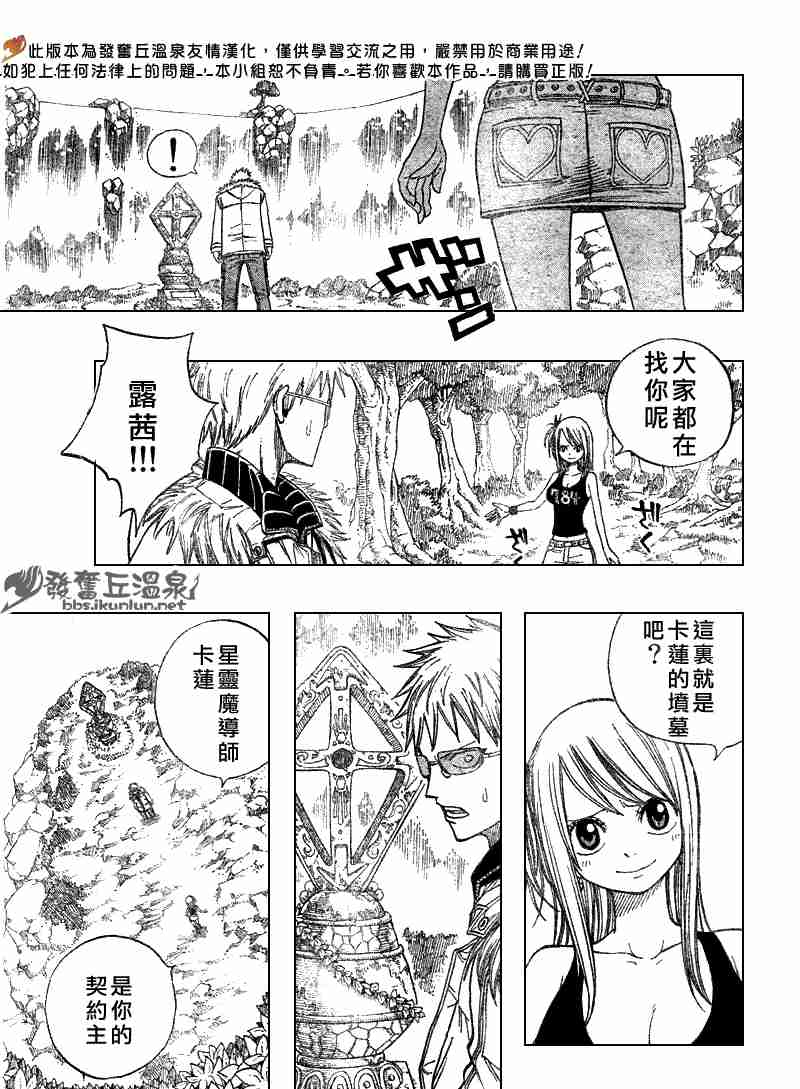 此版本為發奮丘溫泉友情漢化，僅供學習交流之用，嚴禁用於商業用途！
如犯上任何法律上的問題，本小組恕不負責。若你喜歡本作品，請購買正版！
！
大家都在
找你呢
露茜!!!
784
ざっ
ざっ
發奮丘溫泉
bbs.ikunlun.net
這裏就是
卡蓮的墳墓
吧？
星靈魔導師
卡蓮
是你的
契約主